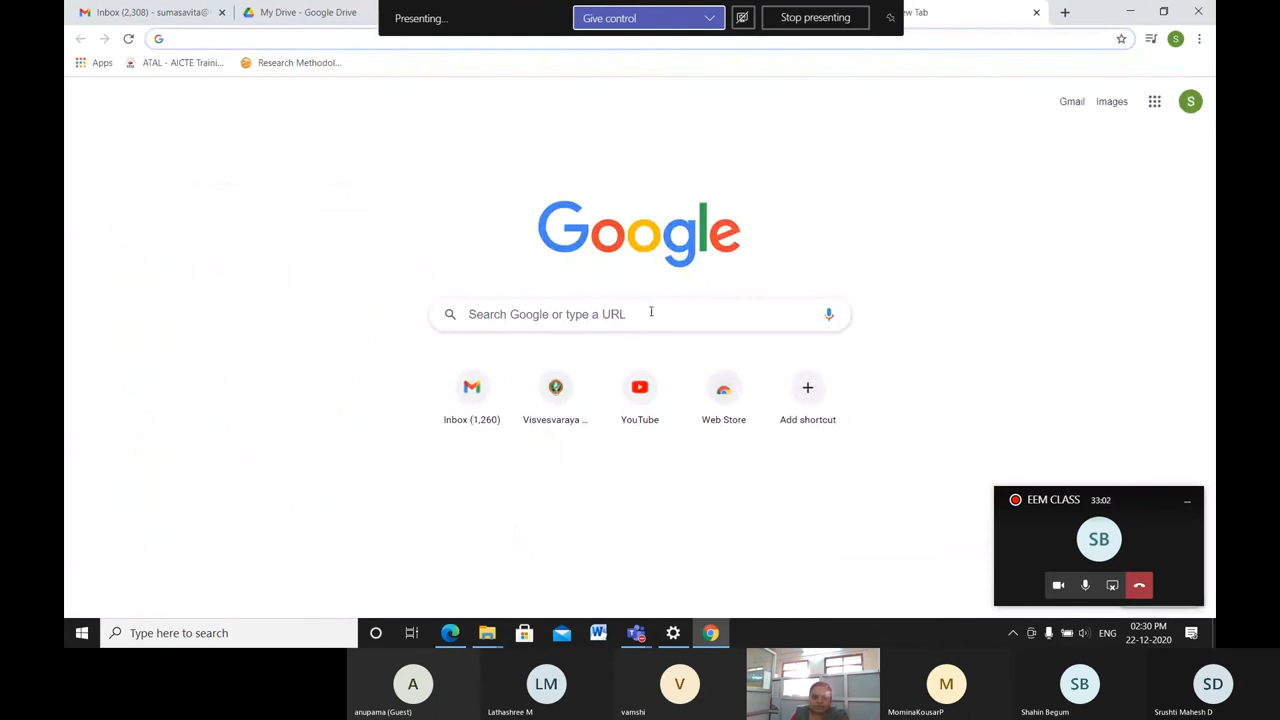 Inbox (2,308) - sumasavita@
My Drive - Google Drive
Presenting...
Give control
Stop presenting
ew Tab
G
S
Apps
ATAL - AICTE Traini...
Research Methodol...
Gmail
Images
S
Google
Search Google or type a URL
Inbox (1,260)
Visvesvaraya ...
YouTube
Web Store
Add shortcut
EEM CLASS 33:02
SB
Type here to search
ENG
02:30 PM
22-12-2020
A
LM
V
M
SB
SD
anupama (Guest)
Lathashree M
vamshi
MominaKousarP
Shahin Begum
Srushti Mahesh D